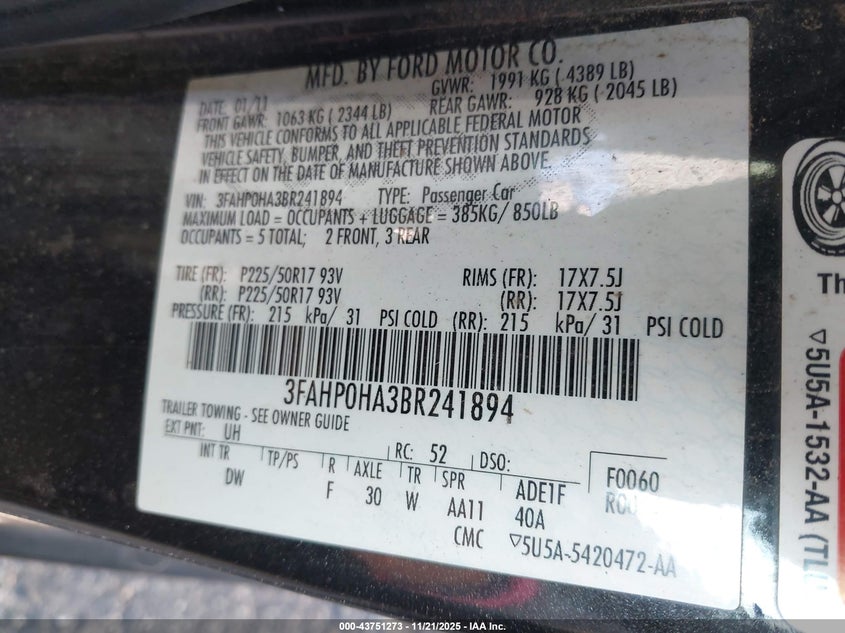 MFD. BY FORD MOTOR CO.
DATE: 01/11 GVWR: 1991 KG ( 4389 LB)
FRONT GAWR: 1063 KG ( 2344 LB) REAR GAWR: 928 KG ( 2045 LB)
THIS VEHICLE CONFORMS TO ALL APPLICABLE FEDERAL MOTOR
VEHICLE SAFETY, BUMPER, AND THEFT PREVENTION STANDARDS
IN EFFECT ON THE DATE OF MANUFACTURE SHOWN ABOVE.
VIN: 3FAHP0HA3BR241894 TYPE: Passenger Car
MAXIMUM LOAD = OCCUPANTS + LUGGAGE = 385KG/ 850LB
OCCUPANTS = 5 TOTAL; 2 FRONT, 3 REAR
TIRE (FR): P225/50R17 93V RIMS (FR): 17X7.5J
(RR): P225/50R17 93V (RR): 17X7.5J
PRESSURE (FR): 215 kPa/ 31 PSI COLD (RR): 215 kPa/ 31 PSI COLD
3FAHP0HA3BR241894
TRAILER TOWING - SEE OWNER GUIDE
EXT PNT: UH RC: 52 DSO: F0060
INT TR TP/PS R AXLE TR SPR ADE1F
DW F 30 W AA11 40A
CMC ▽5U5A-5420472-AA
Th
▽5U5A-1532-AA
000-43751273 - 11/21/2025 - IAA Inc.